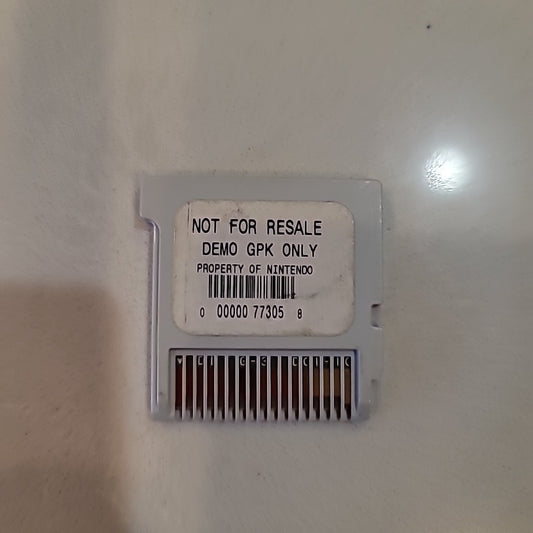 NOT FOR RESALE
DEMO GPK ONLY
PROPERTY OF NINTENDO
0 00000 77305 8